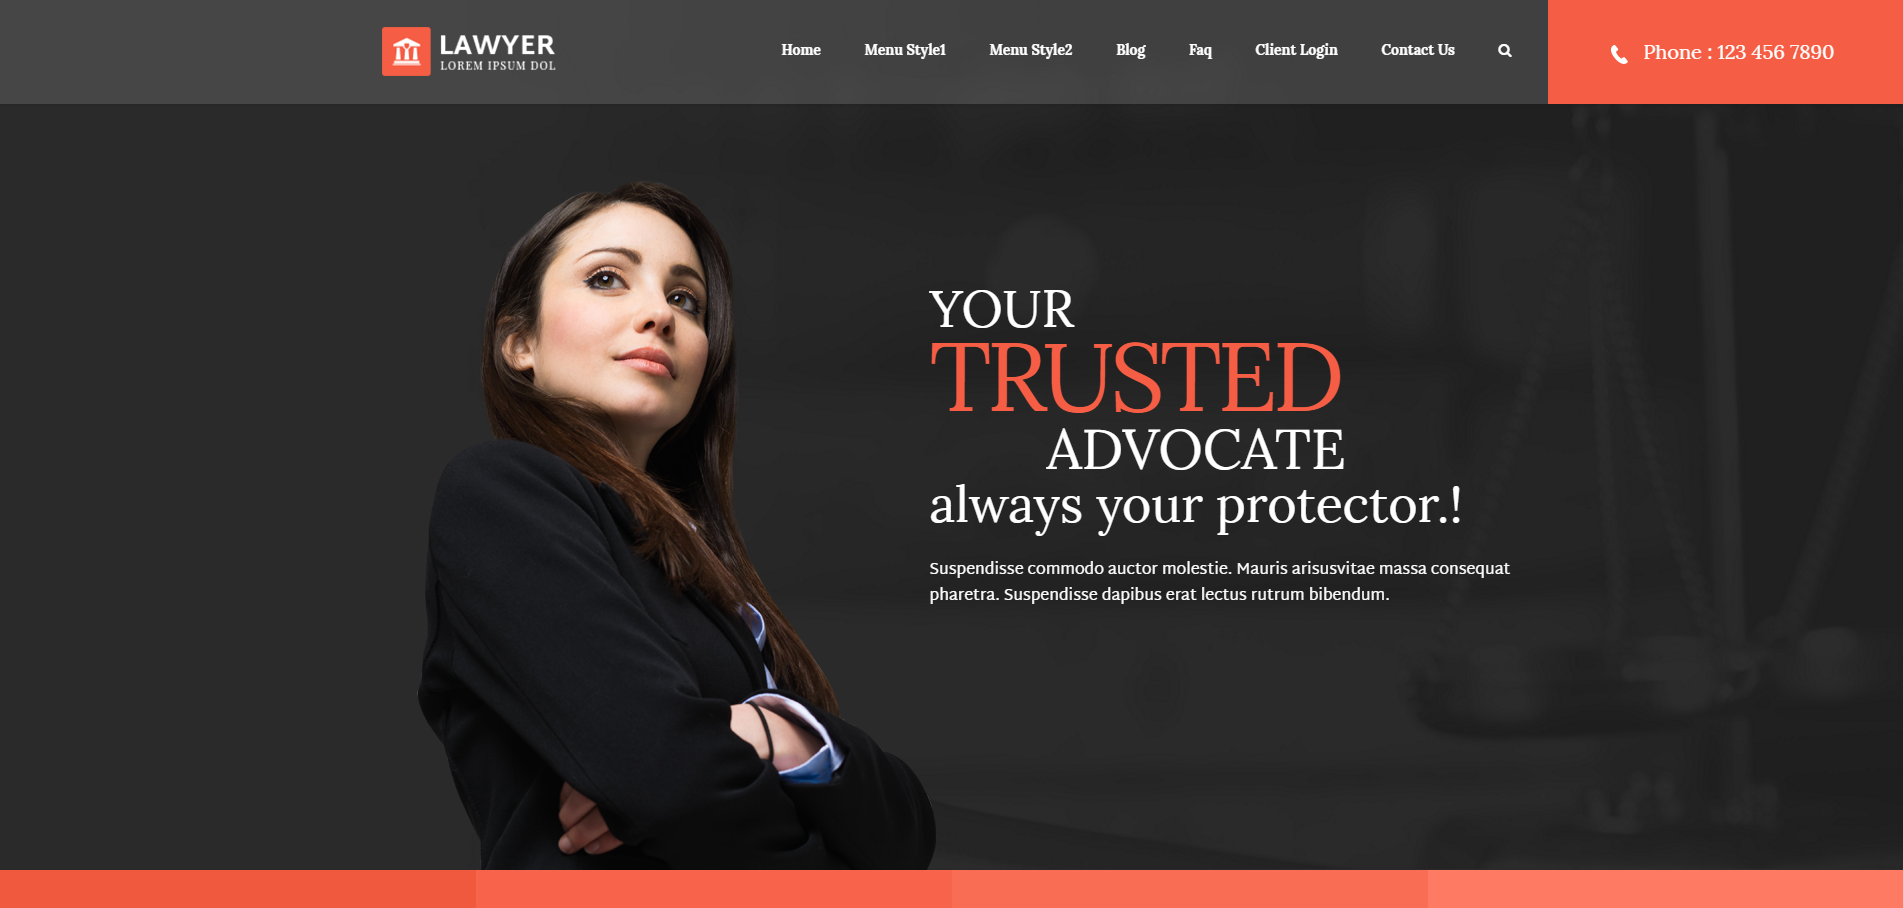 LAWYER
LOREM IPSUM DOL
Home Menu Style1 Menu Style2 Blog Faq Client Login Contact Us
Phone : 123 456 7890
YOUR
TRUSTED
ADVOCATE
always your protector.!
Suspendisse commodo auctor molestie. Mauris arisusvitae massa consequat
pharetra. Suspendisse dapibus erat lectus rutrum bibendum.